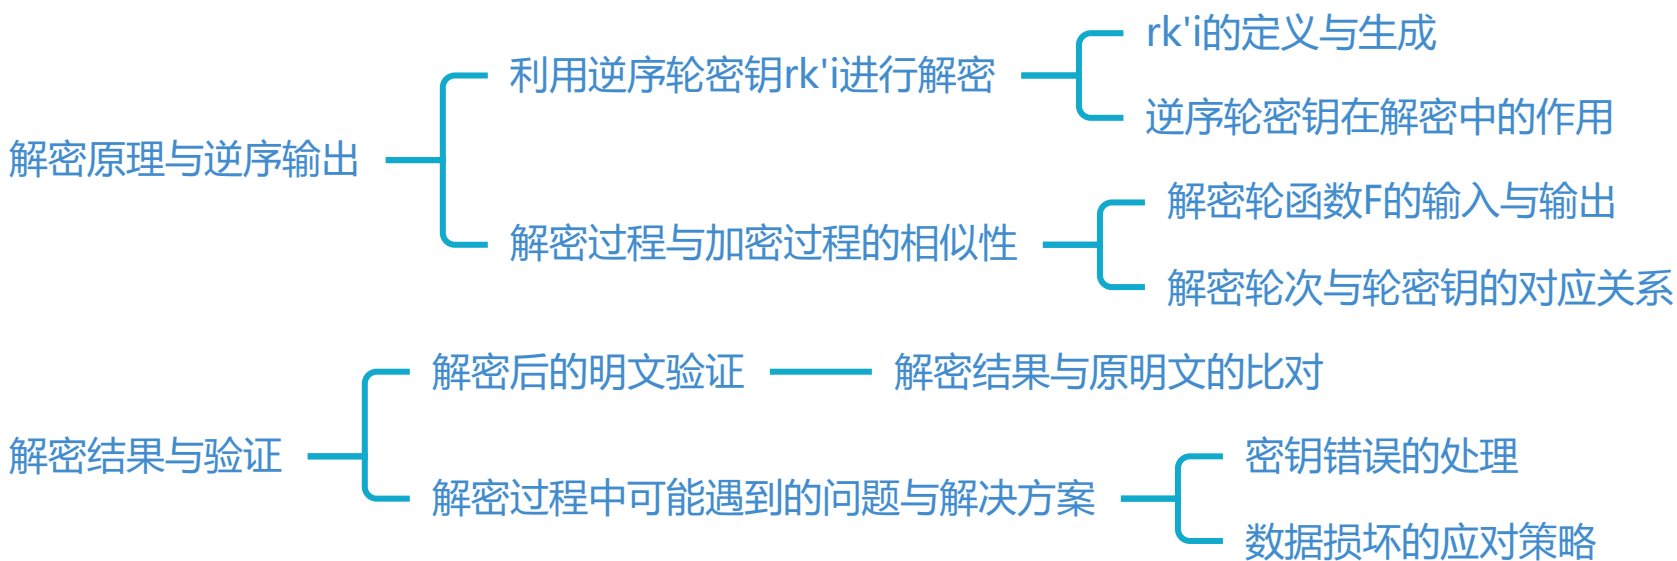 解密原理与逆序输出
利用逆序轮密钥rk'i进行解密
rk'i的定义与生成
逆序轮密钥在解密中的作用
解密过程与加密过程的相似性
解密轮函数F的输入与输出
解密轮次与轮密钥的对应关系
解密结果与验证
解密后的明文验证
解密结果与原明文的比对
解密过程中可能遇到的问题与解决方案
密钥错误的处理
数据损坏的应对策略